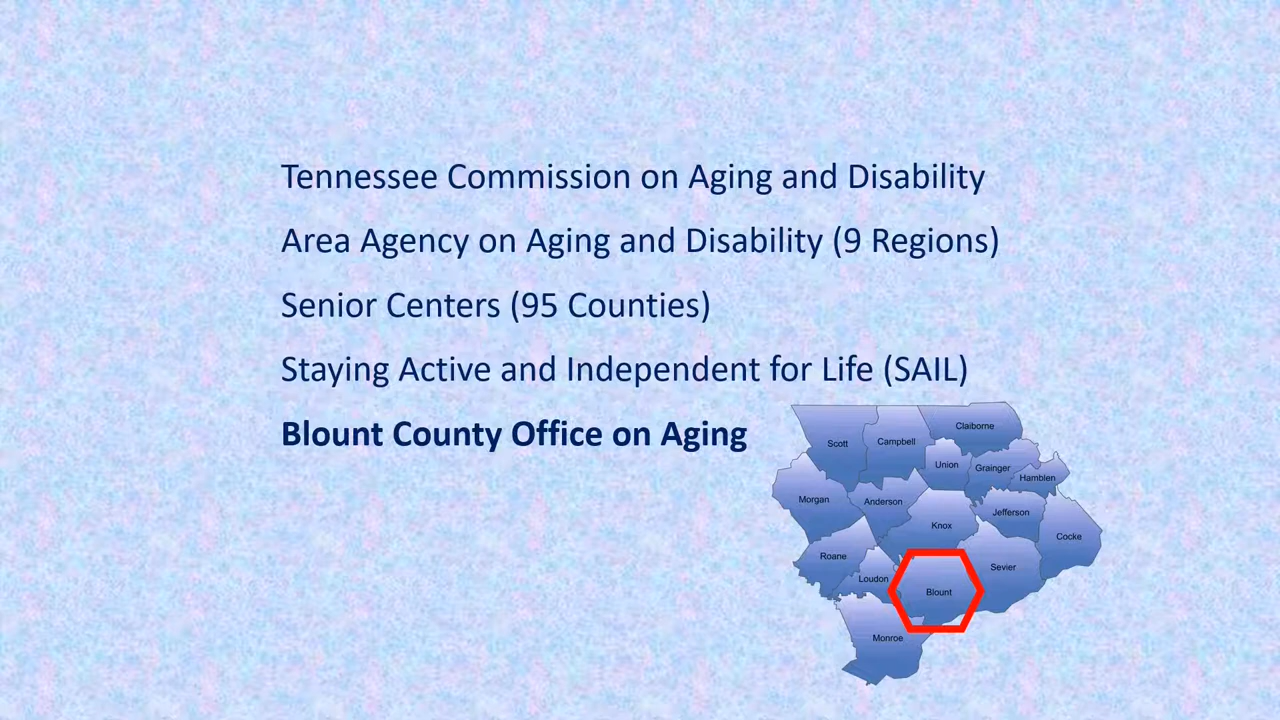 Tennessee Commission on Aging and Disability
Area Agency on Aging and Disability (9 Regions)
Senior Centers (95 Counties)
Staying Active and Independent for Life (SAIL)
Blount County Office on Aging
Claiborne
Scott
Campbell
Union
Grainger
Hamblen
Morgan
Anderson
Jefferson
Knox
Cocke
Roane
Sevier
Loudon
Blount
Monroe